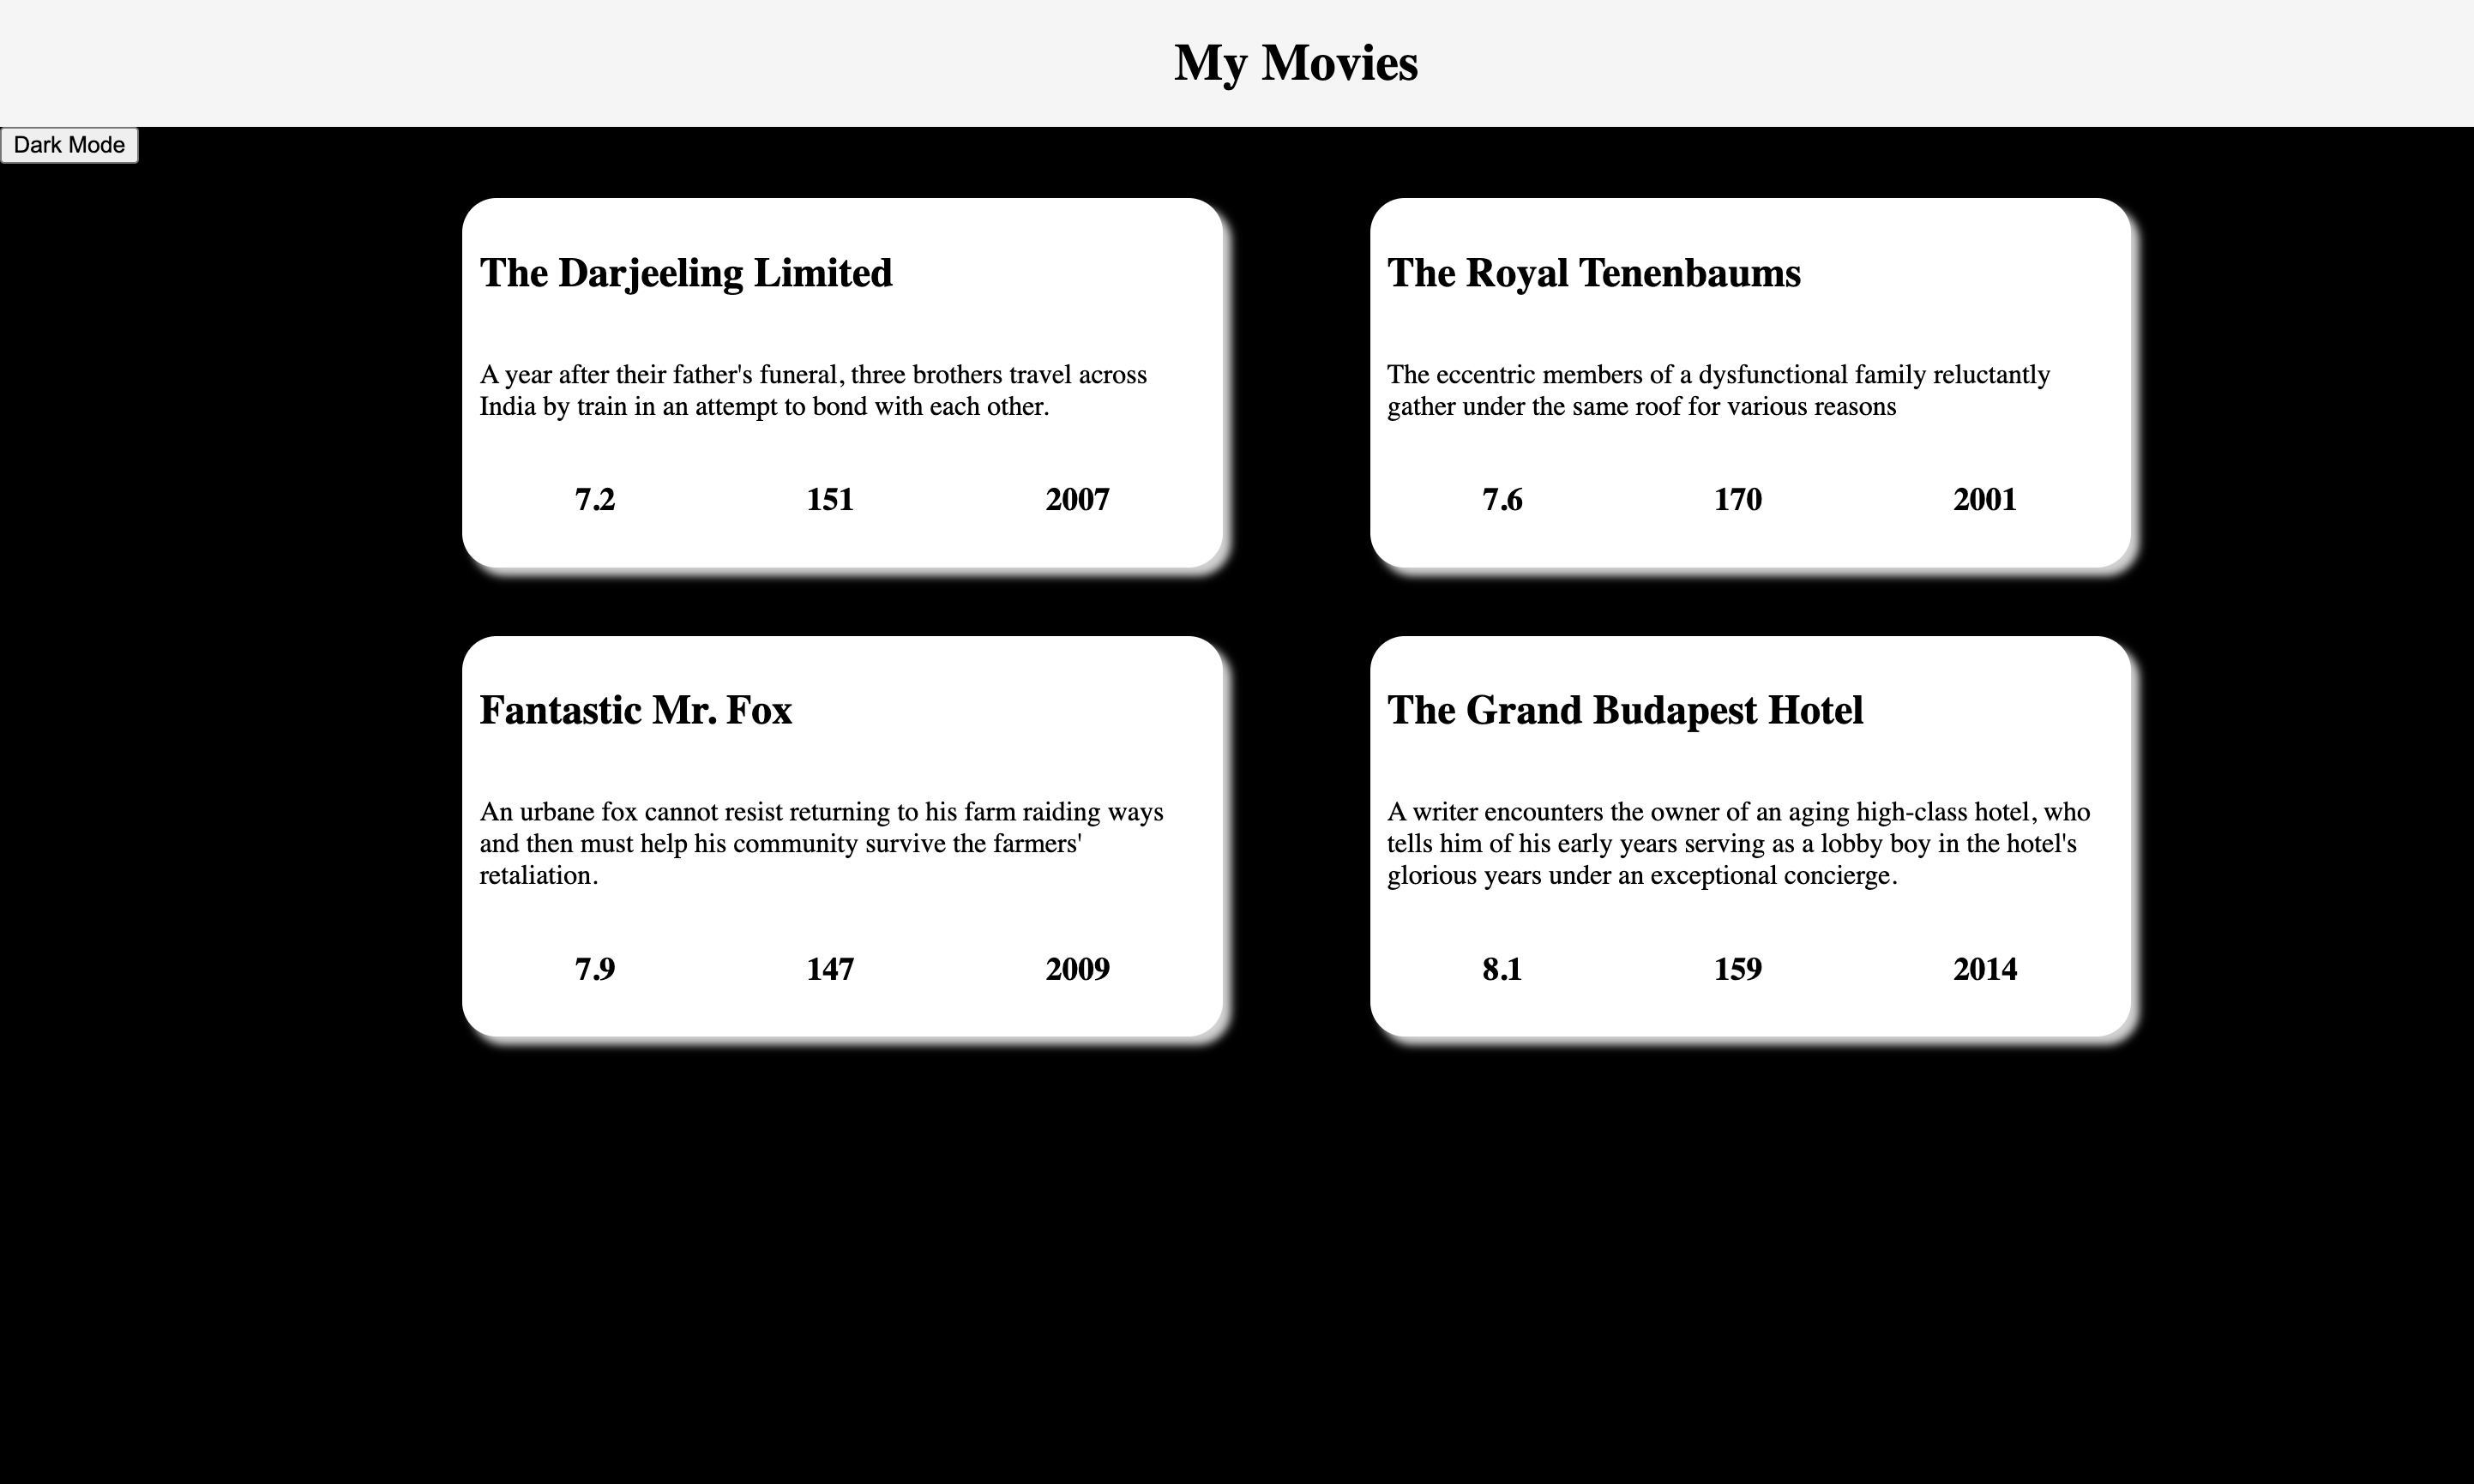 My Movies
Dark Mode
The Darjeeling Limited
A year after their father's funeral, three brothers travel across
India by train in an attempt to bond with each other.
7.2 151 2007
The Royal Tenenbaums
The eccentric members of a dysfunctional family reluctantly
gather under the same roof for various reasons
7.6 170 2001
Fantastic Mr. Fox
An urbane fox cannot resist returning to his farm raiding ways
and then must help his community survive the farmers'
retaliation.
7.9 147 2009
The Grand Budapest Hotel
A writer encounters the owner of an aging high-class hotel, who
tells him of his early years serving as a lobby boy in the hotel's
glorious years under an exceptional concierge.
8.1 159 2014